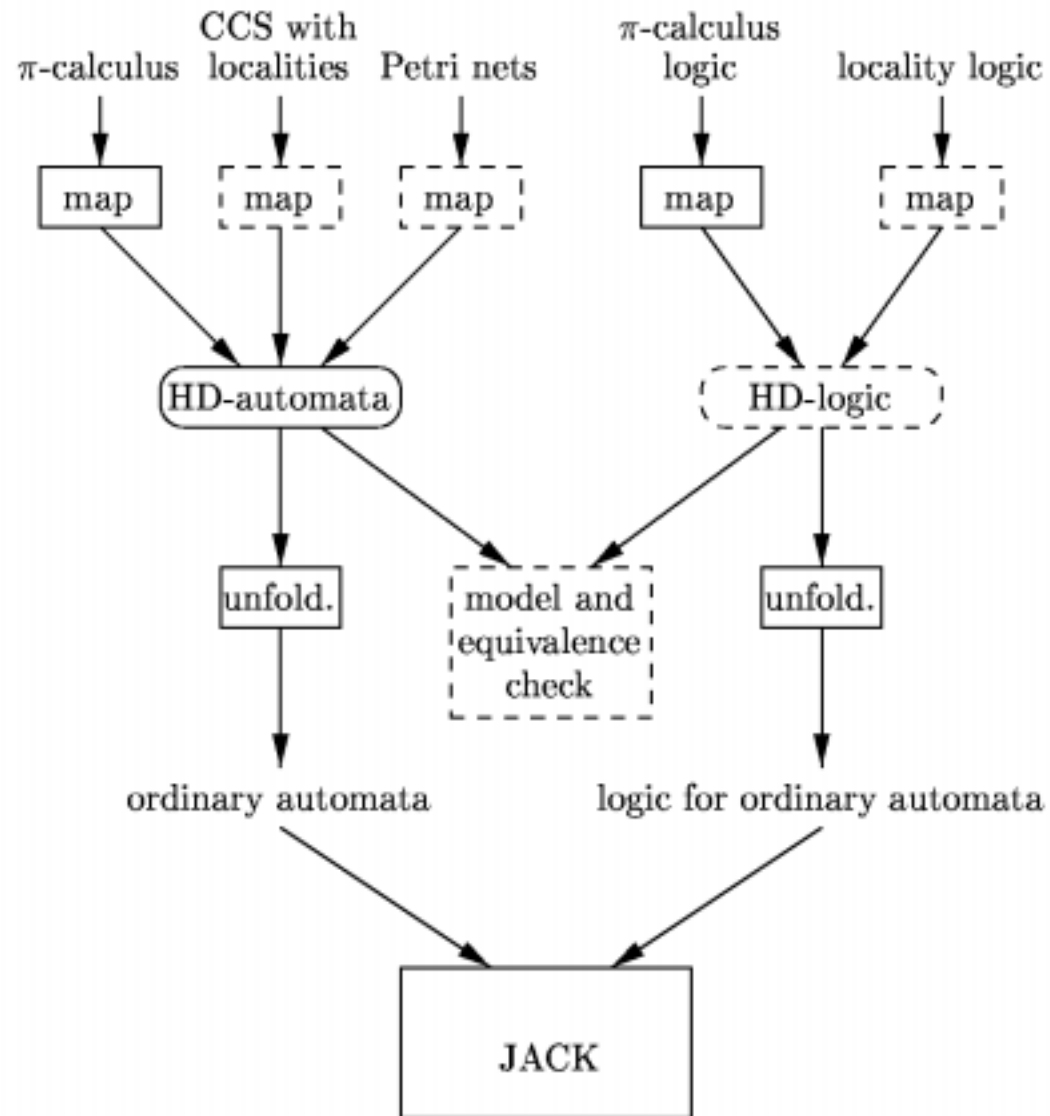 π-calculus
CCS with
localities
Petri nets
π-calculus
logic
locality logic
map
map
map
map
map
HD-automata
HD-logic
unfold.
model and
equivalence
check
unfold.
ordinary automata
logic for ordinary automata
JACK